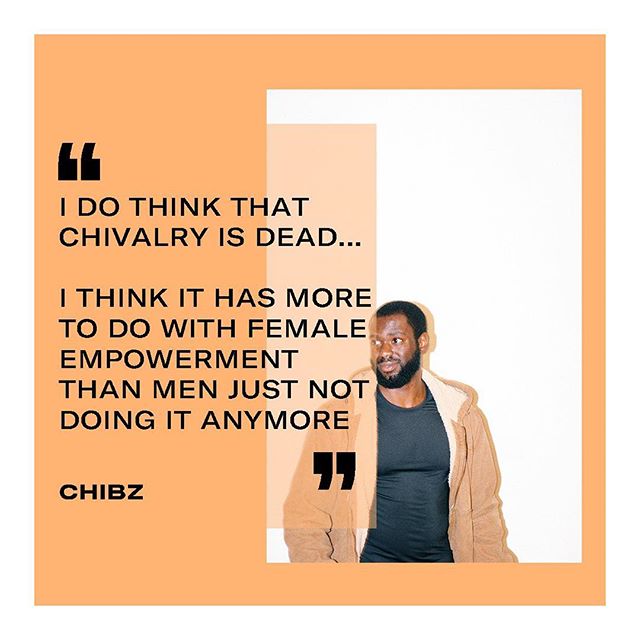 “
I DO THINK THAT
CHIVALRY IS DEAD...
I THINK IT HAS MORE
TO DO WITH FEMALE
EMPOWERMENT
THAN MEN JUST NOT
DOING IT ANYMORE
”
CHIBZ